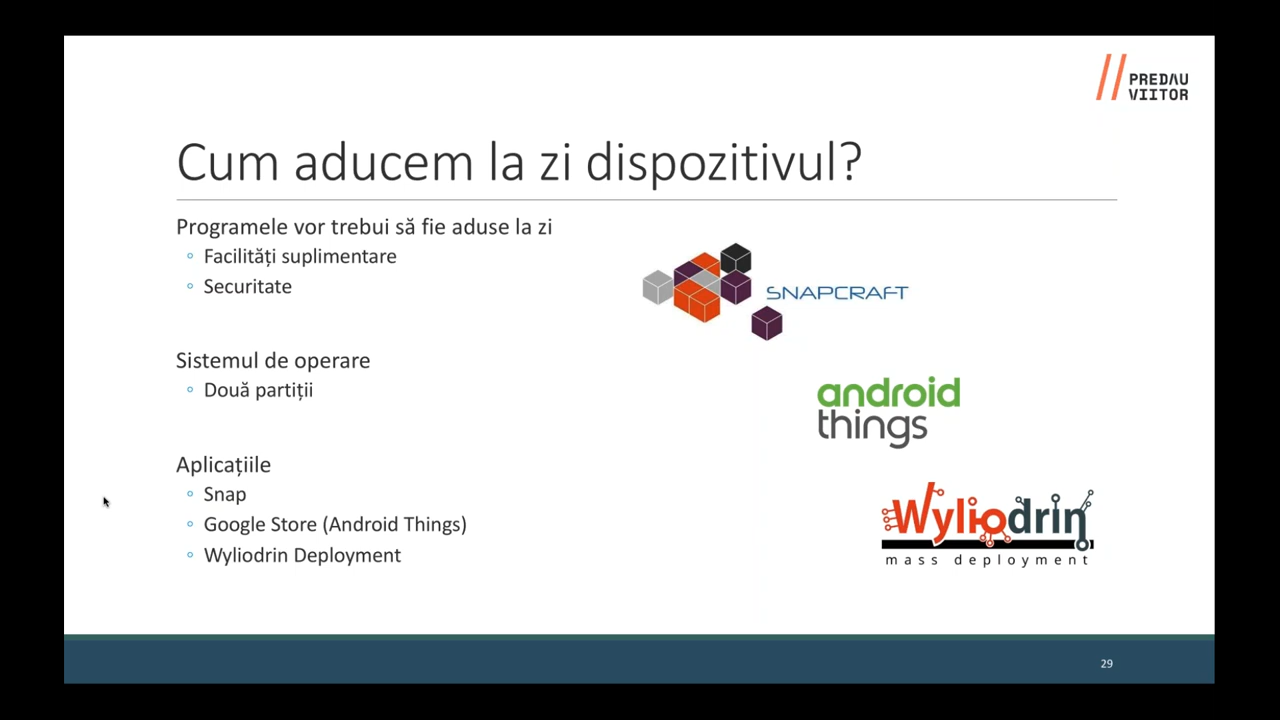 PREDAU
VIITOR
Cum aducem la zi dispozitivul?
Programele vor trebui să fie aduse la zi
Facilități suplimentare
Securitate
SNAPCRAFT
Sistemul de operare
Două partiții
android
things
Aplicațiile
Snap
Google Store (Android Things)
Wyliodrin Deployment
Wyliodrin
mass deployment
29